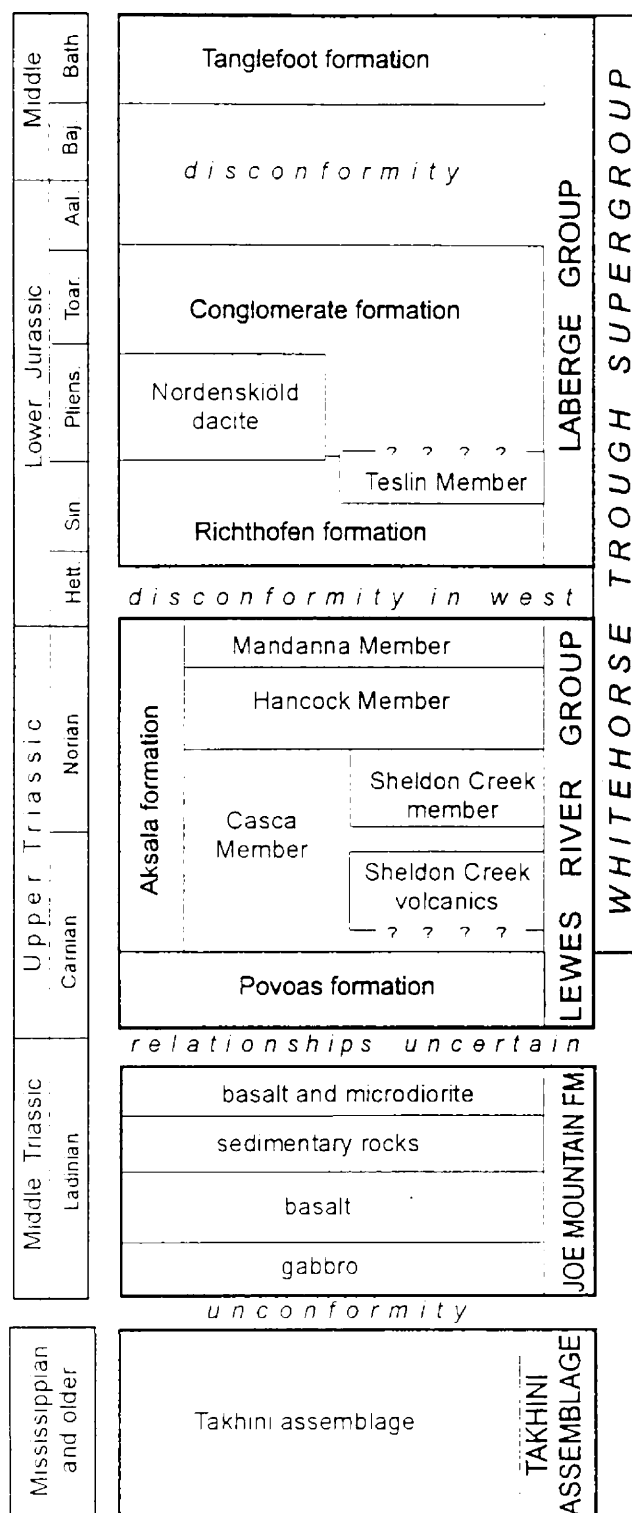 Middle
Bath
Baj
Lower Jurassic
Aal.
Toar.
Pliens.
Sin
Hett.
Upper Triassic
Norian
Carnian
Middle Triassic
Ladinian
Mississippian
and older
Tanglefoot formation
disconformity
Conglomerate formation
Nordenskiöld
dacite
? ? ? ?
Teslin Member
Richthofen formation
LABERGE GROUP
disconformity in west
Aksala formation
Mandanna Member
Hancock Member
Casca
Member
Sheldon Creek
member
Sheldon Creek
volcanics
? ? ? ?
Povoas formation
LEWES RIVER GROUP
WHITEHORSE TROUGH SUPERGROUP
relationships uncertain
basalt and microdiorite
sedimentary rocks
basalt
gabbro
JOE MOUNTAIN FM.
unconformity
Takhini assemblage
TAKHINI
ASSEMBLAGE